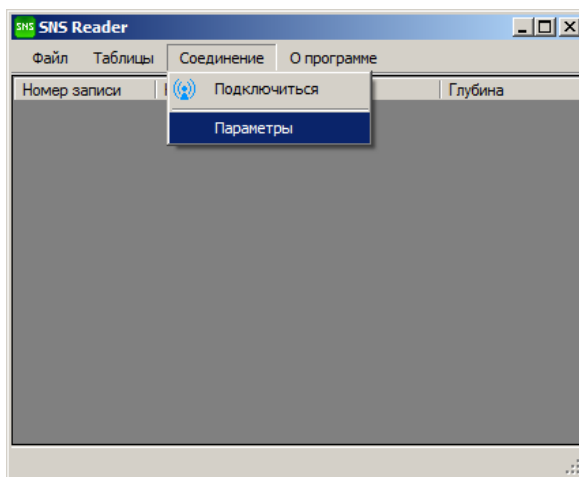 SNS SNS Reader
Файл Таблицы Соединение О программе
Номер записи Глубина
Подключиться
Параметры